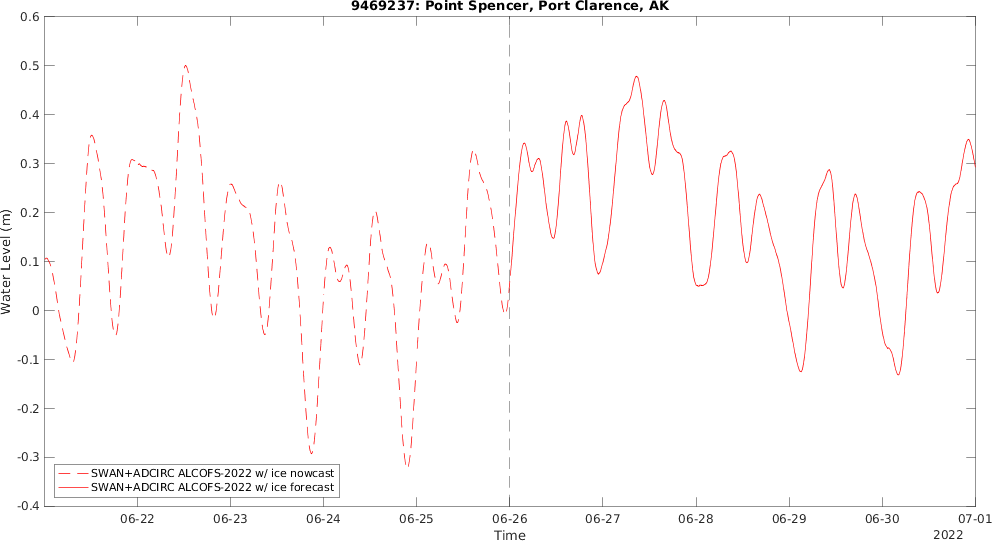 9469237: Point Spencer, Port Clarence, AK
0.6
0.5
0.4
0.3
0.2
0.1
0
-0.1
-0.2
-0.3
-0.4
Water Level (m)
SWAN+ADCIRC ALCOFS-2022 w/ ice nowcast
SWAN+ADCIRC ALCOFS-2022 w/ ice forecast
06-22 06-23 06-24 06-25 06-26 06-27 06-28 06-29 06-30 07-01
Time
2022